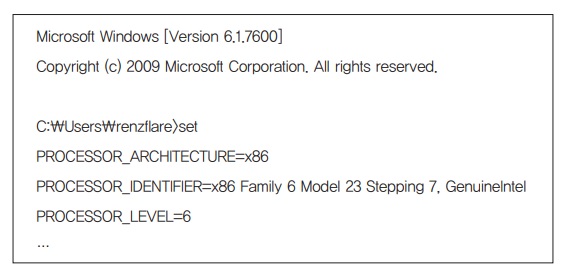 Microsoft Windows [Version 6.1.7600]
Copyright (c) 2009 Microsoft Corporation. All rights reserved.
C:₩Users₩renzflare>set
PROCESSOR_ARCHITECTURE=x86
PROCESSOR_IDENTIFIER=x86 Family 6 Model 23 Stepping 7, GenuineIntel
PROCESSOR_LEVEL=6
...